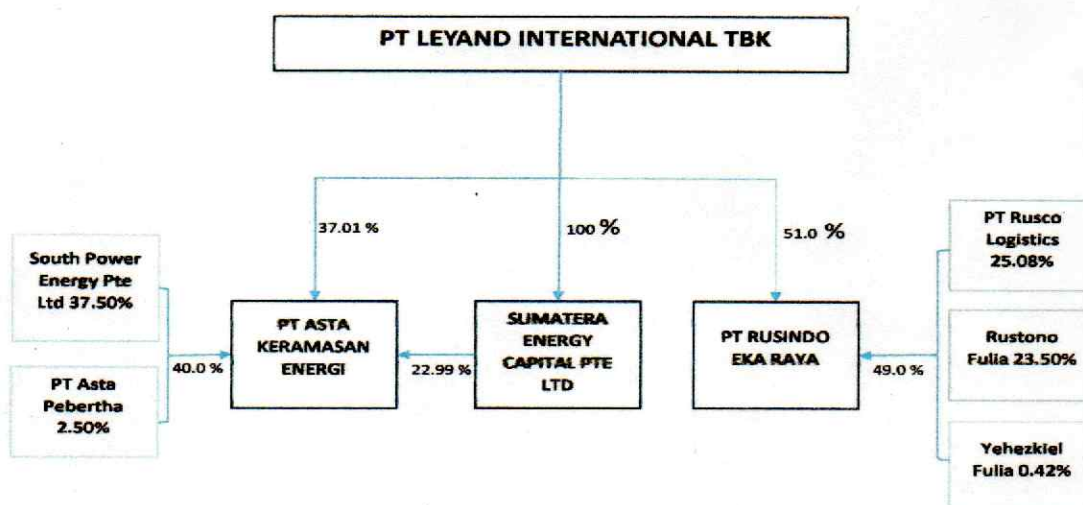 PT LEYAND INTERNATIONAL TBK
37.01 %
100 %
51.0 %
South Power
Energy Pte
Ltd 37.50%
PT Asta
Pebertha
2.50%
40.0 %
PT ASTA
KERAMASAN
ENERGI
22.99 %
SUMATERA
ENERGY
CAPITAL PTE
LTD
PT RUSINDO
EKA RAYA
49.0 %
PT Rusco
Logistics
25.08%
Rustono
Fulia 23.50%
Yehezkiel
Fulia 0.42%